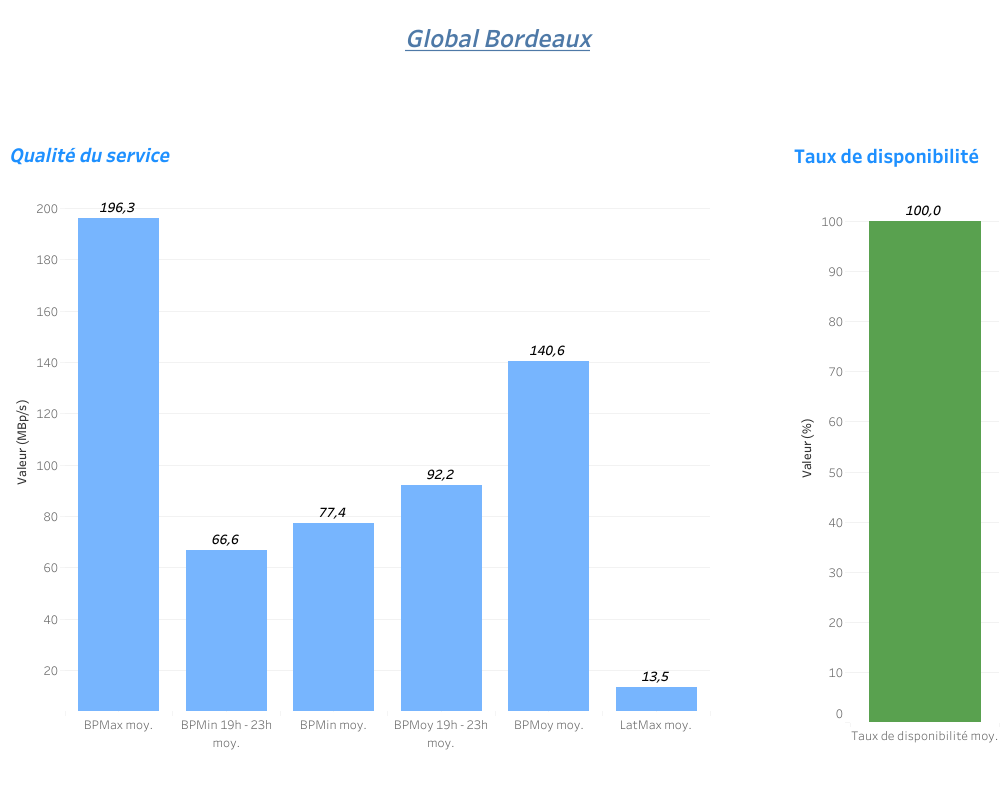 Global Bordeaux
Qualité du service
Taux de disponibilité
Valeur (MBp/s)
200
180
160
140
120
100
80
60
40
20
196,3
66,6
77,4
92,2
140,6
13,5
BPMax moy.
BPMin 19h - 23h
moy.
BPMin moy.
BPMoy 19h - 23h
moy.
BPMoy moy.
LatMax moy.
Valeur (%)
100
90
80
70
60
50
40
30
20
10
0
100,0
Taux de disponibilité moy.